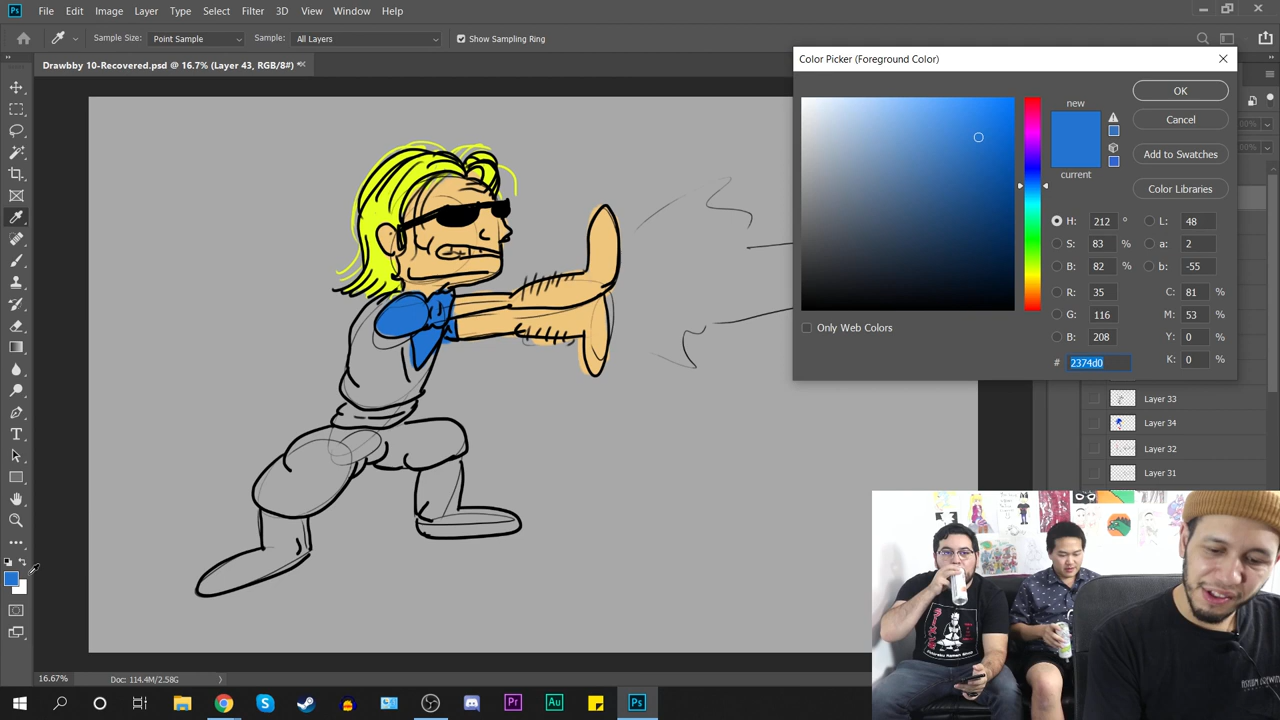 Ps File Edit Image Layer Type Select Filter 3D View Window Help
Sample Size: Point Sample Sample: All Layers Show Sampling Ring
Drawbby 10-Recovered.psd @ 16.7% (Layer 43, RGB/8#) *
Color Picker (Foreground Color)
new
current
OK
Cancel
Add to Swatches
Color Libraries
H: 212 ° L: 48
S: 83 % a: 2
B: 82 % b: -55
R: 35 C: 81 %
G: 116 M: 53 %
B: 208 Y: 0 %
# 2374d0 K: 0 %
Only Web Colors
Layer 33
Layer 34
Layer 32
Layer 31
16.67% Doc: 114.4M/2.58G
Pr Au Ps